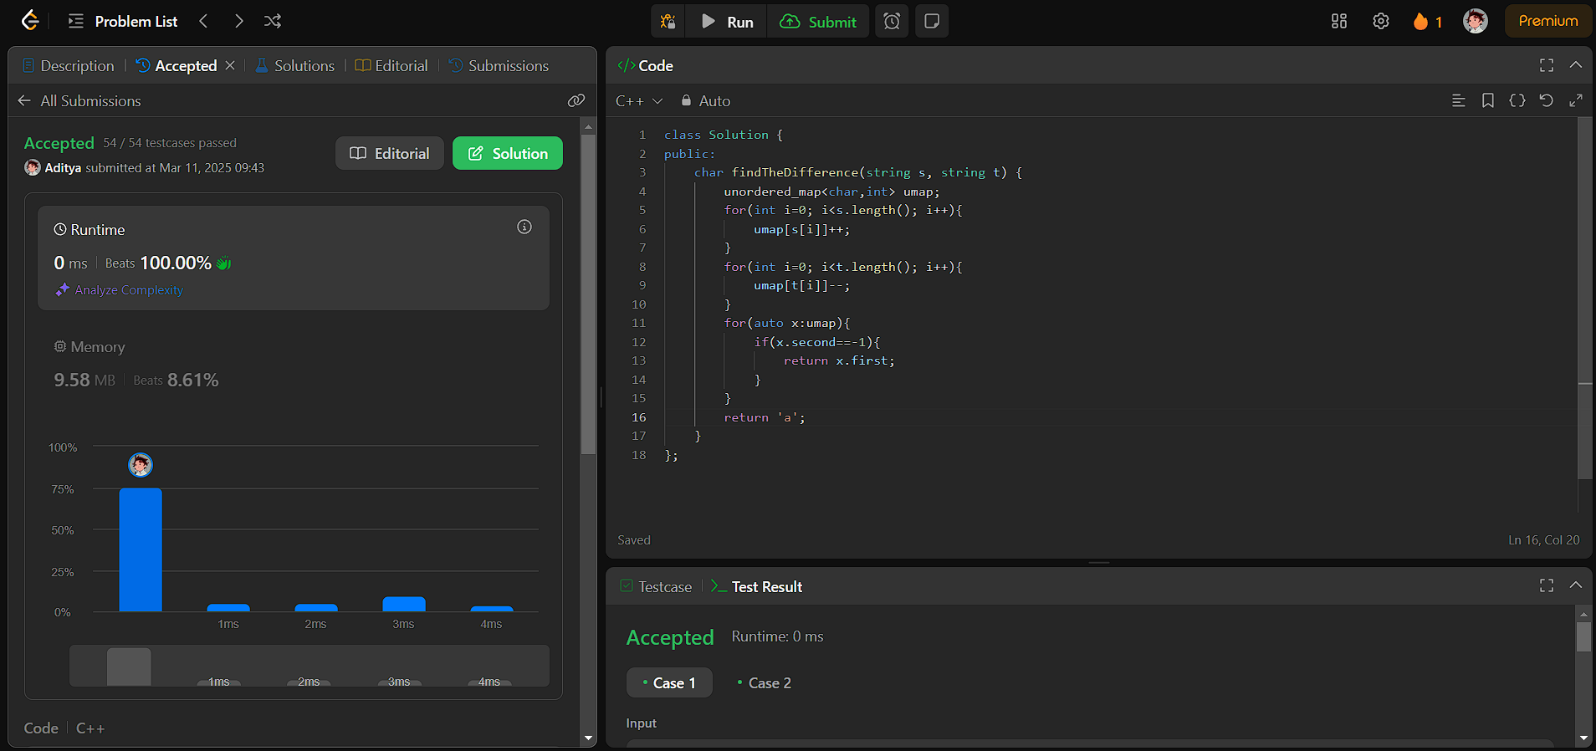 Problem List
Run
Submit
1
Premium
Description
Accepted
Solutions
Editorial
Submissions
All Submissions
Accepted 54 / 54 testcases passed
Aditya submitted at Mar 11, 2025 09:43
Editorial
Solution
Runtime
0 ms Beats 100.00%
Analyze Complexity
Memory
9.58 MB Beats 8.61%
100%
75%
50%
25%
0%
1ms 2ms 3ms 4ms
1ms 2ms 3ms 4ms
Code C++
</> Code
C++ Auto
1 class Solution {
2 public:
3 char findTheDifference(string s, string t) {
4 unordered_map<char,int> umap;
5 for(int i=0; i<s.length(); i++){
6 umap[s[i]]++;
7 }
8 for(int i=0; i<t.length(); i++){
9 umap[t[i]]--;
10 }
11 for(auto x:umap){
12 if(x.second==-1){
13 return x.first;
14 }
15 }
16 return 'a';
17 }
18 };
Saved
Ln 16, Col 20
Testcase
>_ Test Result
Accepted Runtime: 0 ms
• Case 1
• Case 2
Input